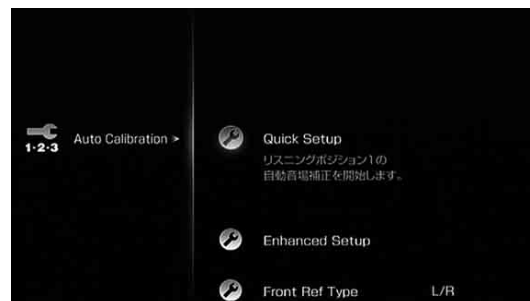 1・2・3
Auto Calibration >
Quick Setup
リスニングポジション1の
自動音場補正を開始します。
Enhanced Setup
Front Ref Type L/R